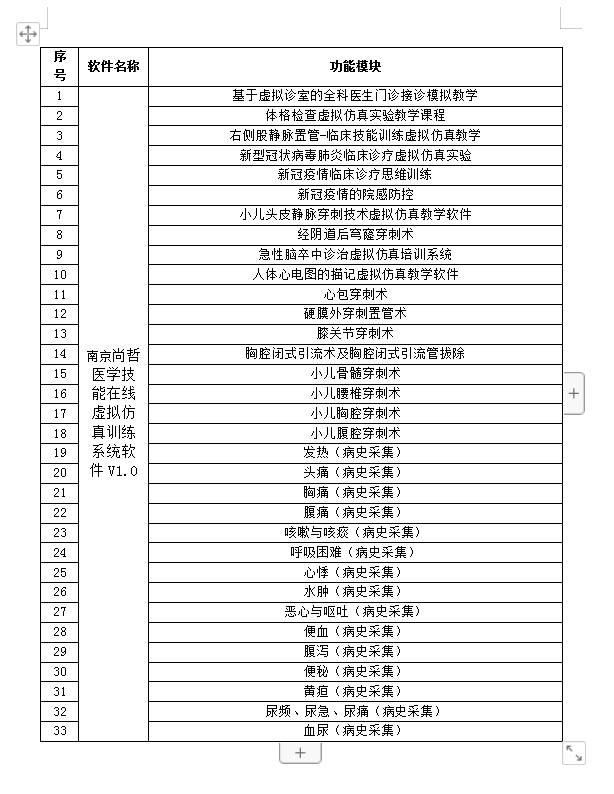 序号 软件名称 功能模块
1 基于虚拟诊室的全科医生门诊接诊模拟教学
2 体格检查虚拟仿真实验教学课程
3 右侧股静脉置管-临床技能训练虚拟仿真教学
4 新型冠状病毒肺炎临床诊疗虚拟仿真实验
5 新冠疫情临床诊疗思维训练
6 新冠疫情的院感防控
7 小儿头皮静脉穿刺技术虚拟仿真教学软件
8 经阴道后穹窿穿刺术
9 急性脑卒中诊治虚拟仿真培训系统
10 人体心电图的描记虚拟仿真教学软件
11 心包穿刺术
12 硬膜外穿刺置管术
13 膝关节穿刺术
14 胸腔闭式引流术及胸腔闭式引流管拔除
南京尚哲
医学技
能在线
虚拟仿
真训练
系统软
件 V1.0
15 小儿骨髓穿刺术
16 小儿腰椎穿刺术
17 小儿胸腔穿刺术
18 小儿腹腔穿刺术
19 发热（病史采集）
20 头痛（病史采集）
21 胸痛（病史采集）
22 腹痛（病史采集）
23 咳嗽与咳痰（病史采集）
24 呼吸困难（病史采集）
25 心悸（病史采集）
26 水肿（病史采集）
27 恶心与呕吐（病史采集）
28 便血（病史采集）
29 腹泻（病史采集）
30 便秘（病史采集）
31 黄疸（病史采集）
32 尿频、尿急、尿痛（病史采集）
33 血尿（病史采集）